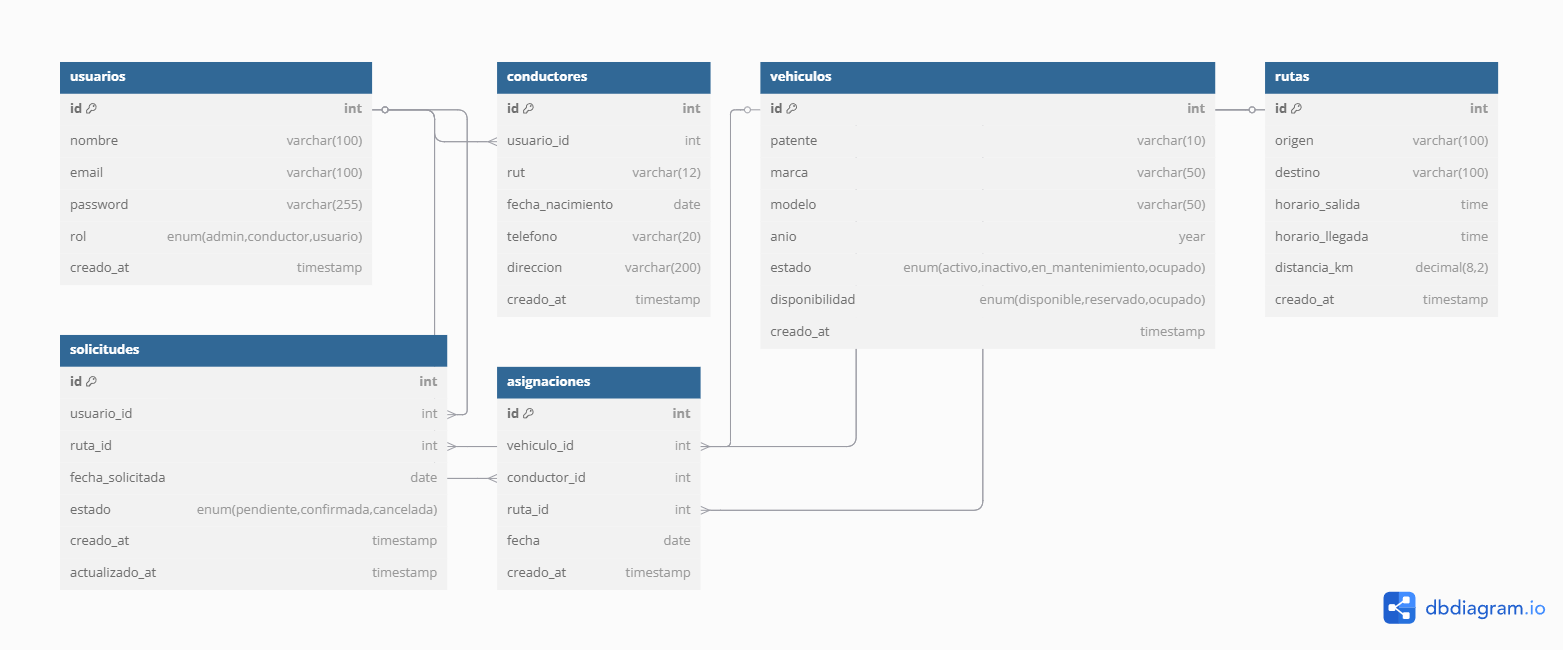 usuarios
id int
nombre varchar(100)
email varchar(100)
password varchar(255)
rol enum(admin,conductor,usuario)
creado_at timestamp
conductores
id int
usuario_id int
rut varchar(12)
fecha_nacimiento date
telefono varchar(20)
direccion varchar(200)
creado_at timestamp
vehiculos
id int
patente varchar(10)
marca varchar(50)
modelo varchar(50)
anio year
estado enum(activo,inactivo,en_mantenimiento,ocupado)
disponibilidad enum(disponible,reservado,ocupado)
creado_at timestamp
rutas
id int
origen varchar(100)
destino varchar(100)
horario_salida time
horario_llegada time
distancia_km decimal(8,2)
creado_at timestamp
solicitudes
id int
usuario_id int
ruta_id int
fecha_solicitada date
estado enum(pendiente,confirmada,cancelada)
creado_at timestamp
actualizado_at timestamp
asignaciones
id int
vehiculo_id int
conductor_id int
ruta_id int
fecha date
creado_at timestamp
dbdiagram.io